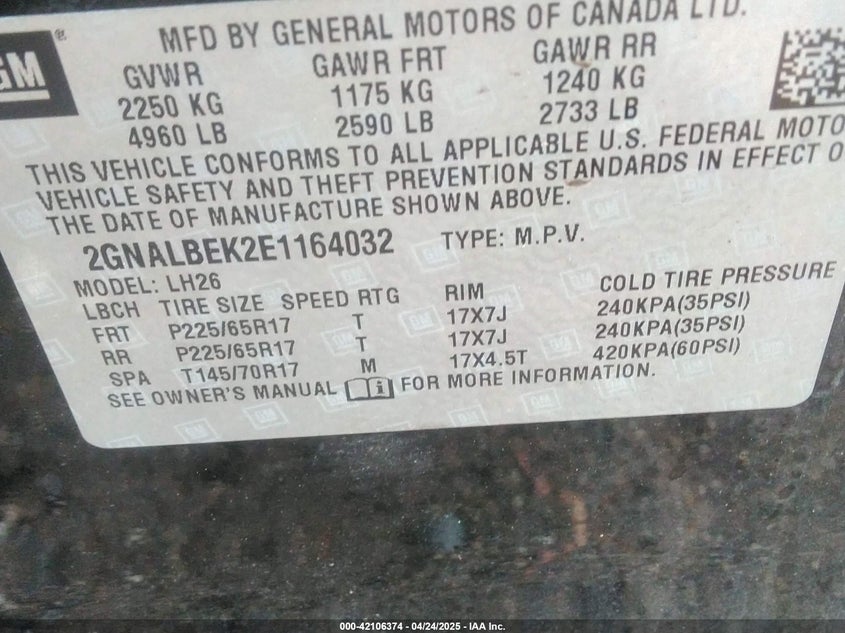 GM®
MFD BY GENERAL MOTORS OF CANADA LTD.
GVWR GAWR FRT GAWR RR
2250 KG 1175 KG 1240 KG
4960 LB 2590 LB 2733 LB
THIS VEHICLE CONFORMS TO ALL APPLICABLE U.S. FEDERAL MOTO
VEHICLE SAFETY AND THEFT PREVENTION STANDARDS IN EFFECT O
THE DATE OF MANUFACTURE SHOWN ABOVE.
2GNALBEK2E1164032 TYPE: M.P.V.
MODEL: LH26
LBCH TIRE SIZE SPEED RTG RIM COLD TIRE PRESSURE
FRT P225/65R17 T 17X7J 240KPA(35PSI)
RR P225/65R17 T 17X7J 240KPA(35PSI)
SPA T145/70R17 M 17X4.5T 420KPA(60PSI)
SEE OWNER'S MANUAL FOR MORE INFORMATION.
000-42106374 - 04/24/2025 - IAA Inc.